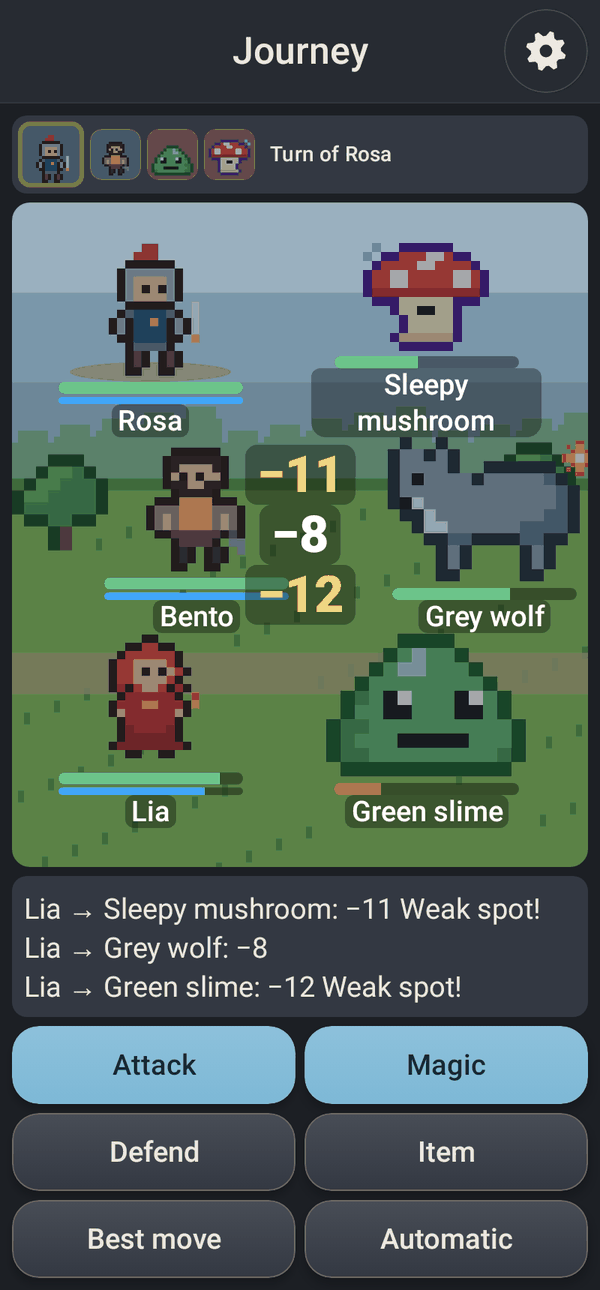 Journey
Turn of Rosa
Rosa
Sleepy
mushroom
−11
−8
−12
Bento
Grey wolf
Lia
Green slime
Lia → Sleepy mushroom: −11 Weak spot!
Lia → Grey wolf: −8
Lia → Green slime: −12 Weak spot!
Attack
Magic
Defend
Item
Best move
Automatic